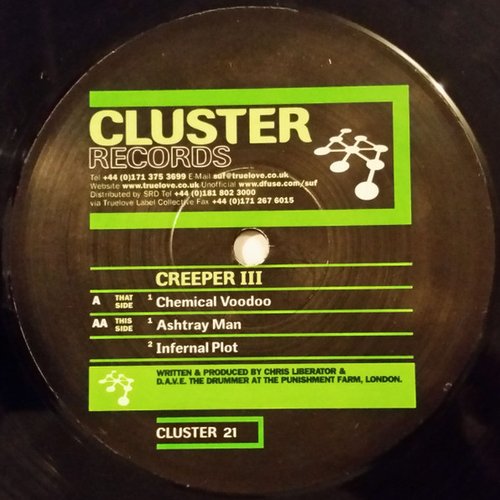 CLUSTER
RECORDS
Tel +44 (0)171 375 3699 E Mail suf@truelove.co.uk
Website www.truelove.co.uk Unofficial www.dfuse.com/suf
Distributed by SRD Tel +44 (0)181 802 3000
via Truelove Label Collective Fax +44 (0)171 267 6015
CREEPER III
A THAT SIDE 1 Chemical Voodoo
AA THIS SIDE 1 Ashtray Man
2 Infernal Plot
WRITTEN & PRODUCED BY CHRIS LIBERATOR &
D.A.V.E. THE DRUMMER AT THE PUNISHMENT FARM, LONDON.
CLUSTER 21